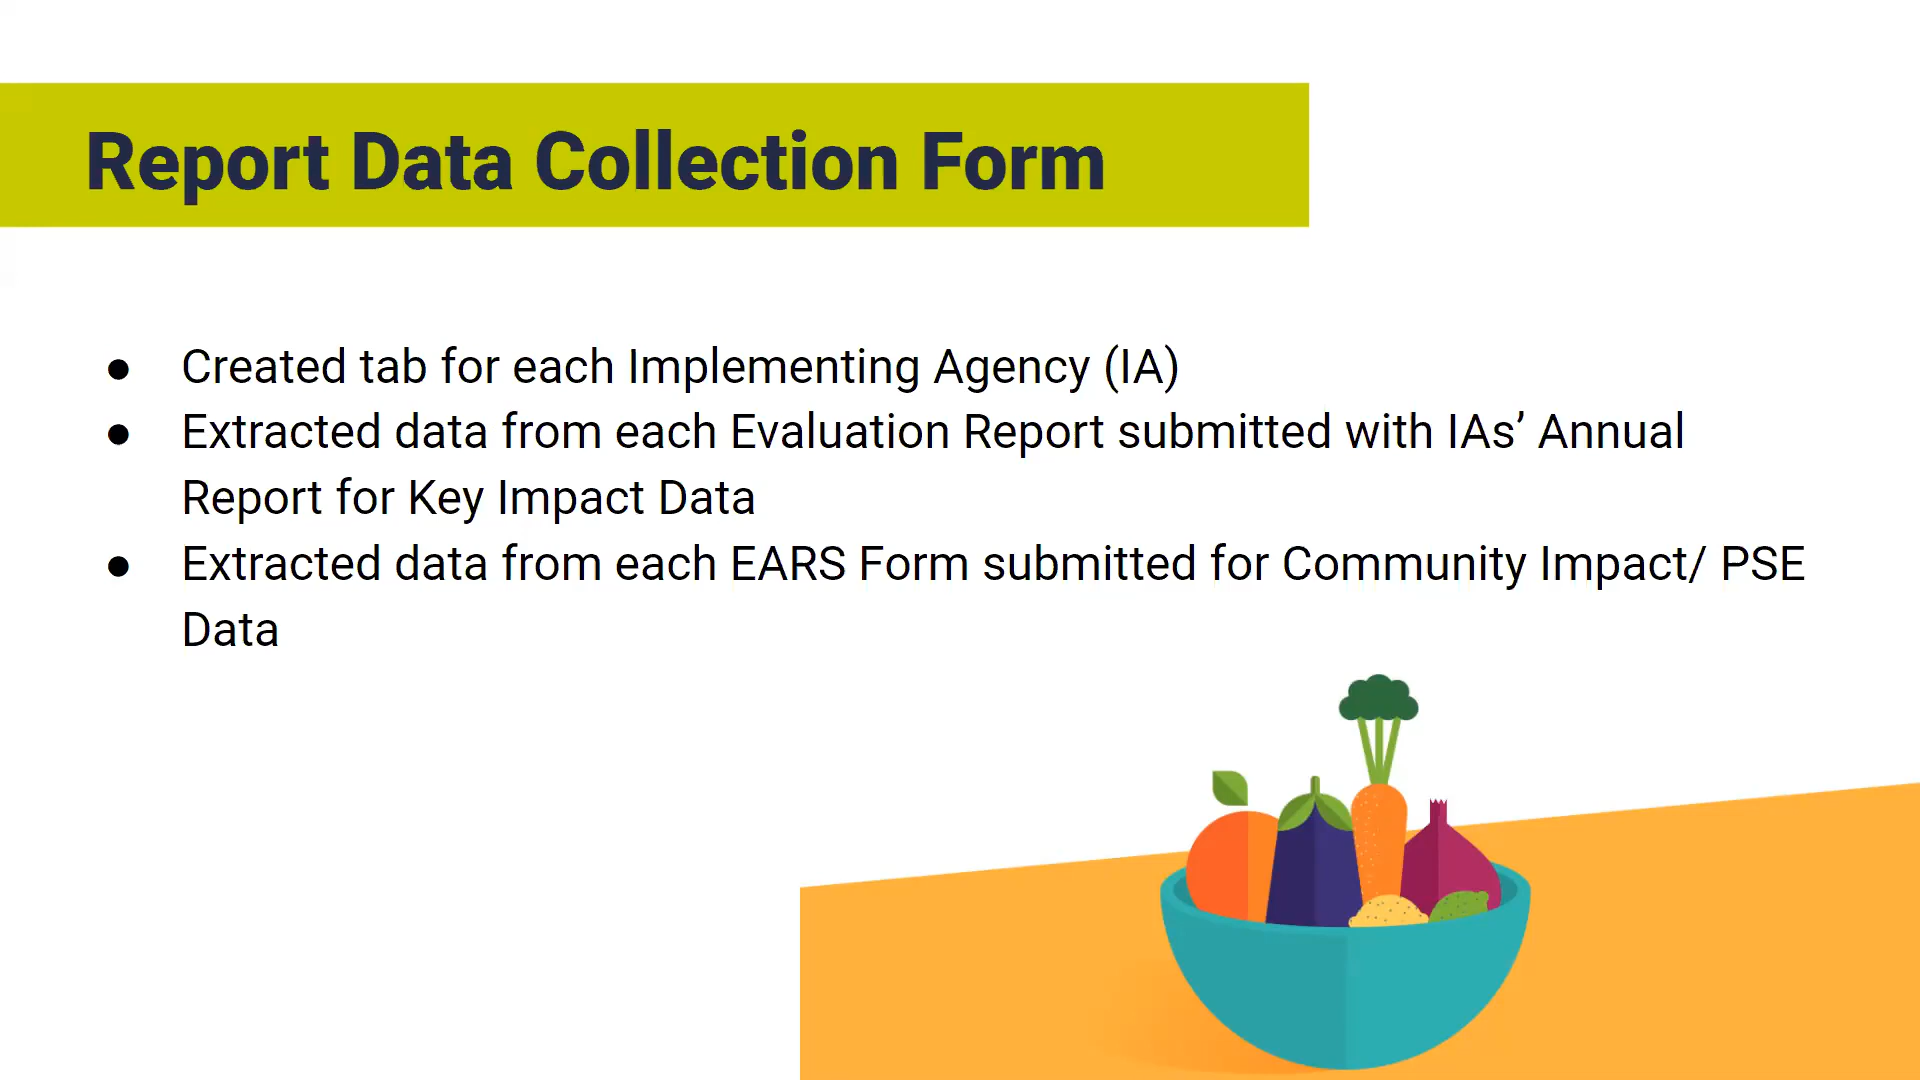 Report Data Collection Form
● Created tab for each Implementing Agency (IA)
● Extracted data from each Evaluation Report submitted with IAs’ Annual
Report for Key Impact Data
● Extracted data from each EARS Form submitted for Community Impact/ PSE
Data